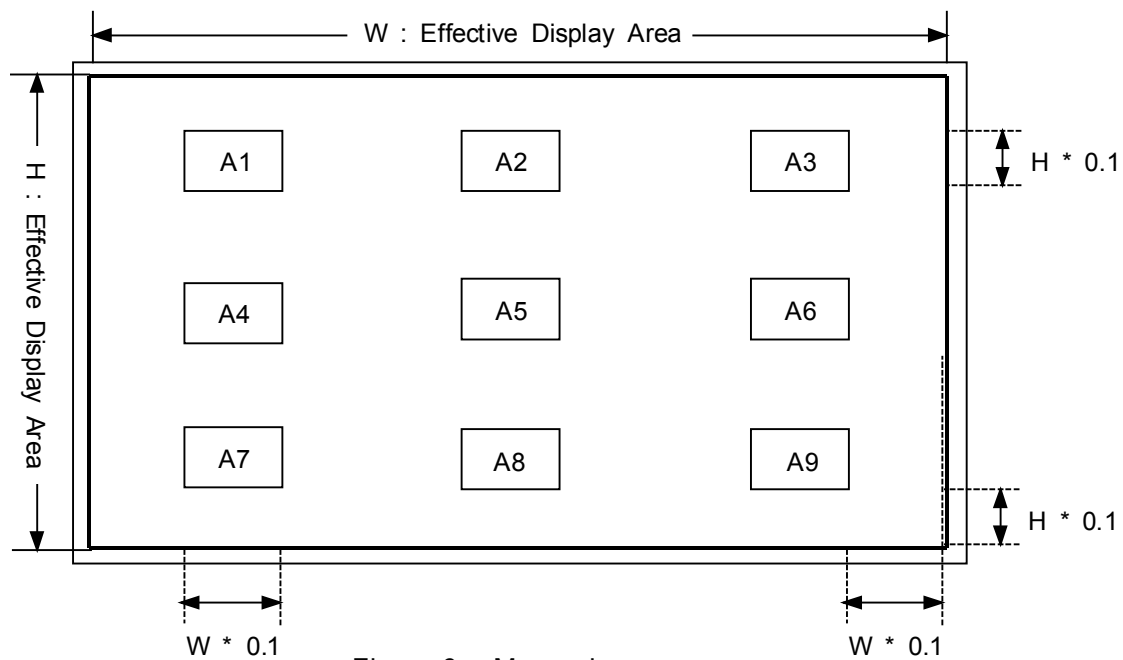 W : Effective Display Area
H : Effective Display Area
A1 A2 A3
H * 0.1
A4 A5 A6
A7 A8 A9
H * 0.1
W * 0.1
W * 0.1